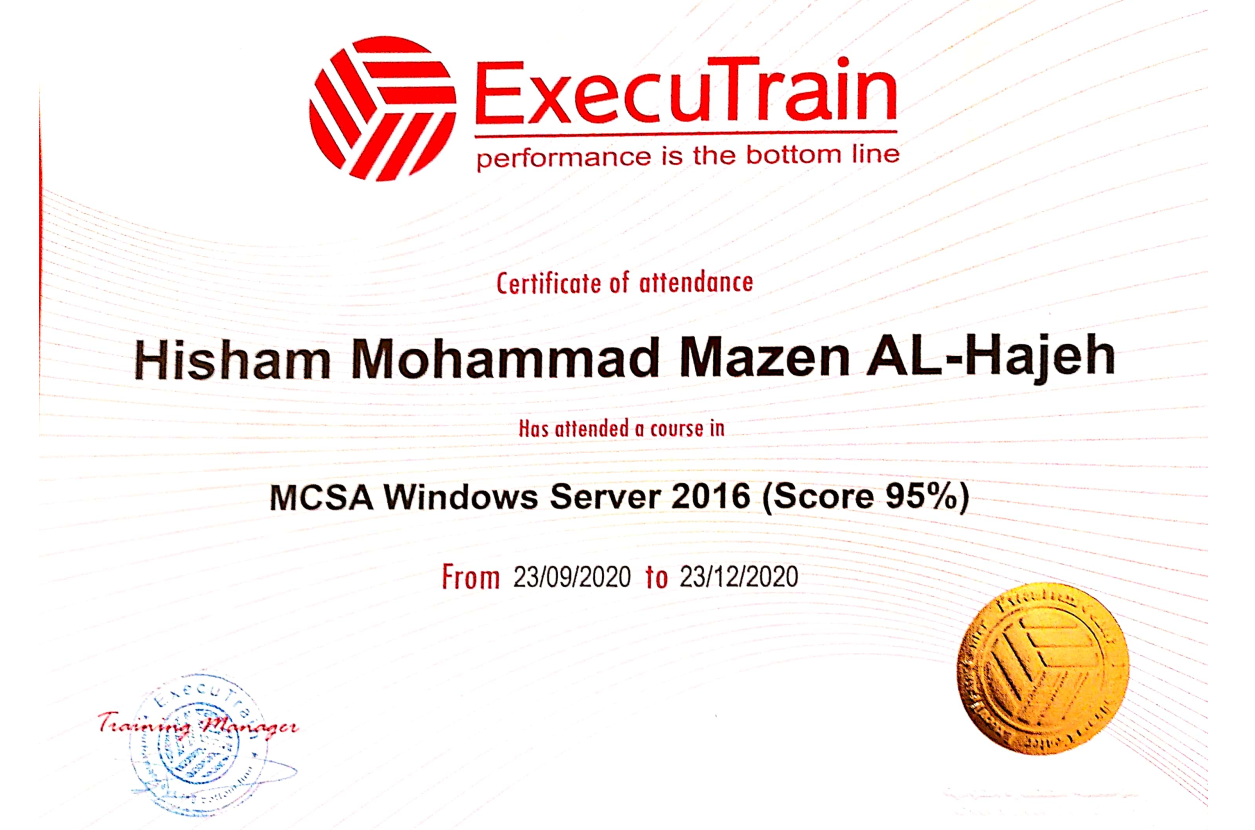 ExecuTrain
performance is the bottom line
Certificate of attendance
Hisham Mohammad Mazen AL-Hajeh
Has attended a course in
MCSA Windows Server 2016 (Score 95%)
From 23/09/2020 to 23/12/2020
ExecuTrain
Training Manager